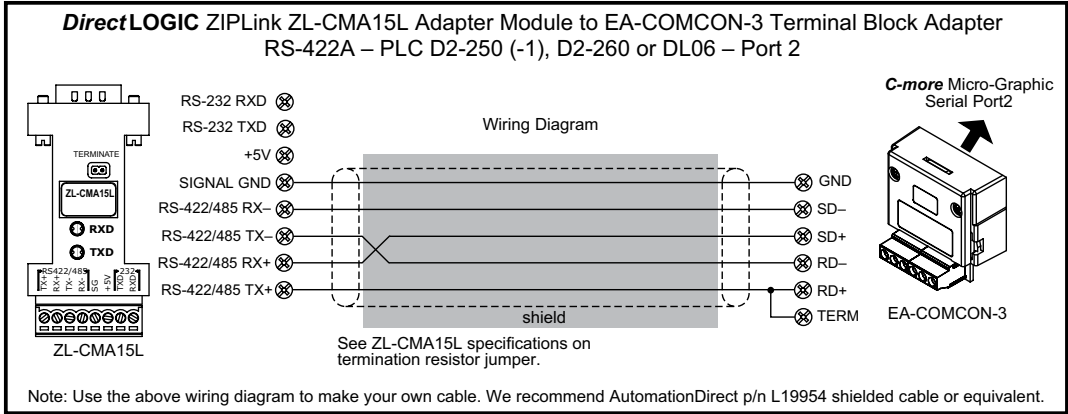 DirectLOGIC ZIPLink ZL-CMA15L Adapter Module to EA-COMCON-3 Terminal Block Adapter
RS-422A – PLC D2-250 (-1), D2-260 or DL06 – Port 2
C-more Micro-Graphic
Serial Port2
Wiring Diagram
RS-232 RXD
RS-232 TXD
+5V
SIGNAL GND
RS-422/485 RX–
RS-422/485 TX–
RS-422/485 RX+
RS-422/485 TX+
GND
SD–
SD+
RD–
RD+
TERM
shield
See ZL-CMA15L specifications on
termination resistor jumper.
TERMINATE
ZL-CMA15L
RXD
TXD
RS422/485
232
TX+
RX+
TX-
RX-
SG
+5V
TXD
RXD
ZL-CMA15L
EA-COMCON-3
Note: Use the above wiring diagram to make your own cable. We recommend AutomationDirect p/n L19954 shielded cable or equivalent.